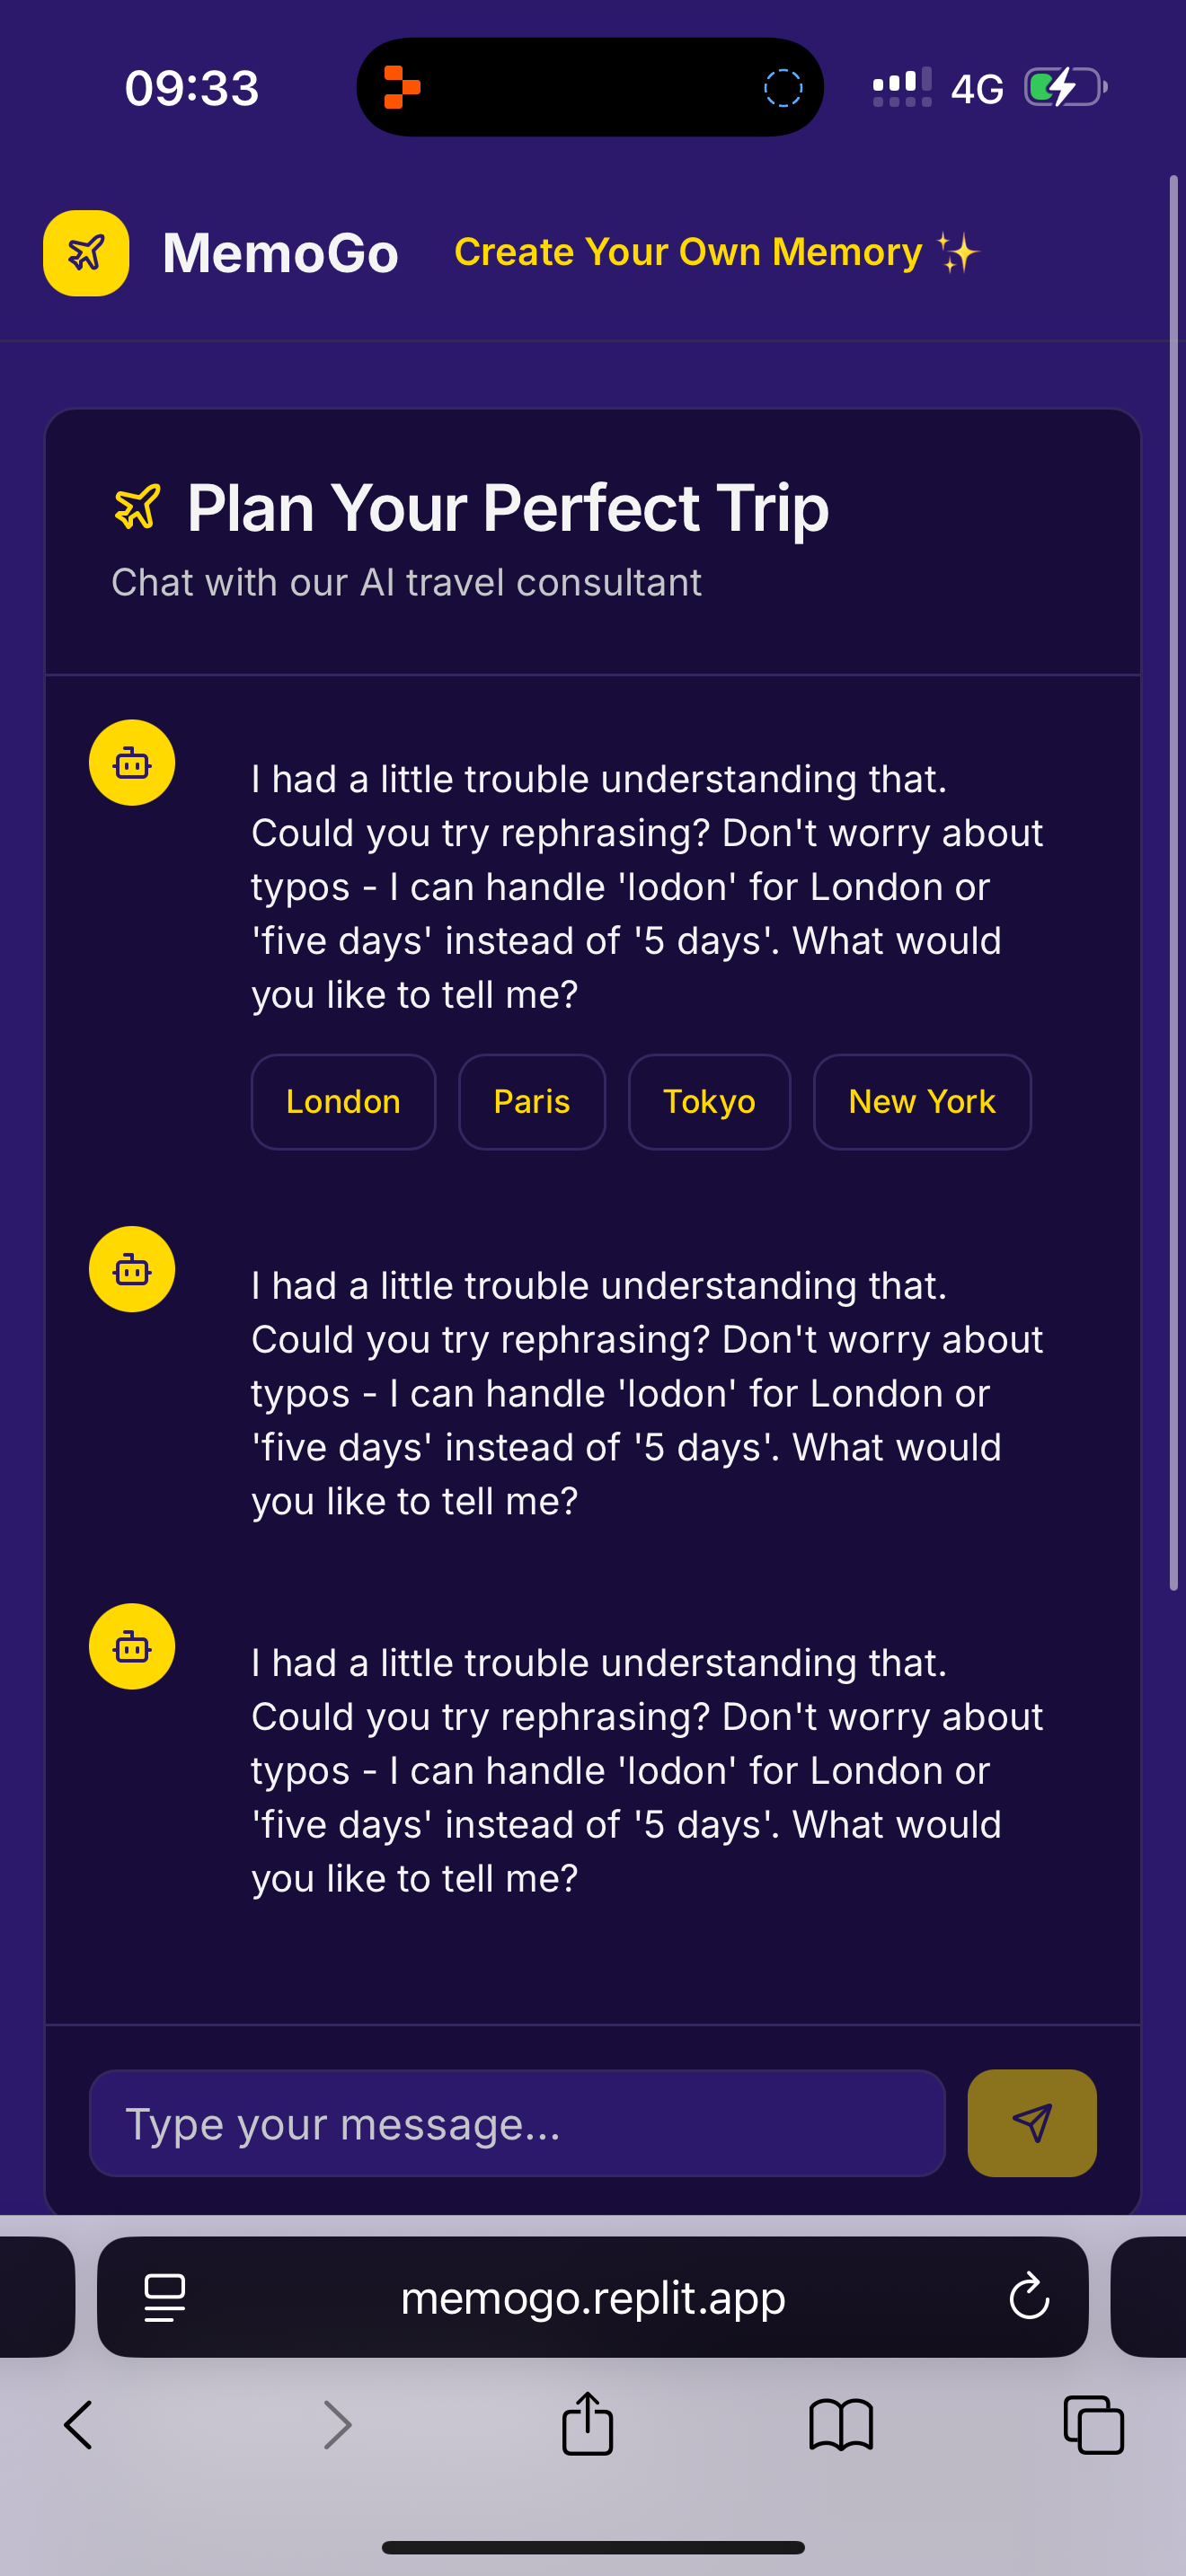 09:33
4G
MemoGo
Create Your Own Memory ✨
Plan Your Perfect Trip
Chat with our AI travel consultant
I had a little trouble understanding that.
Could you try rephrasing? Don't worry about
typos - I can handle 'lodon' for London or
'five days' instead of '5 days'. What would
you like to tell me?
London Paris Tokyo New York
I had a little trouble understanding that.
Could you try rephrasing? Don't worry about
typos - I can handle 'lodon' for London or
'five days' instead of '5 days'. What would
you like to tell me?
I had a little trouble understanding that.
Could you try rephrasing? Don't worry about
typos - I can handle 'lodon' for London or
'five days' instead of '5 days'. What would
you like to tell me?
Type your message...
memogo.replit.app